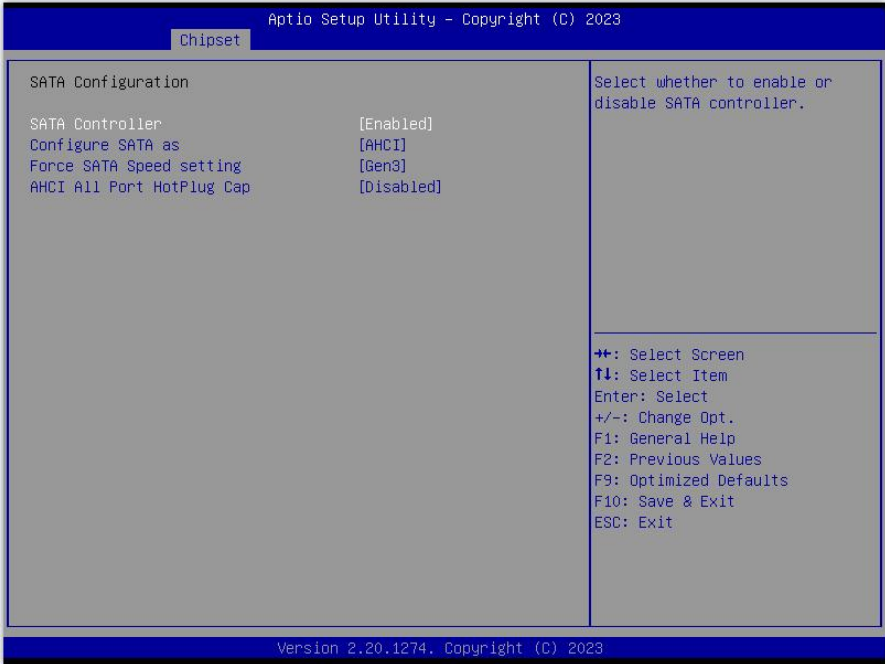 Aptio Setup Utility – Copyright (C) 2023
Chipset
SATA Configuration
SATA Controller [Enabled]
Configure SATA as [AHCI]
Force SATA Speed setting [Gen3]
AHCI All Port HotPlug Cap [Disabled]
Select whether to enable or
disable SATA controller.
→←: Select Screen
↑↓: Select Item
Enter: Select
+/-: Change Opt.
F1: General Help
F2: Previous Values
F9: Optimized Defaults
F10: Save & Exit
ESC: Exit
Version 2.20.1274. Copyright (C) 2023